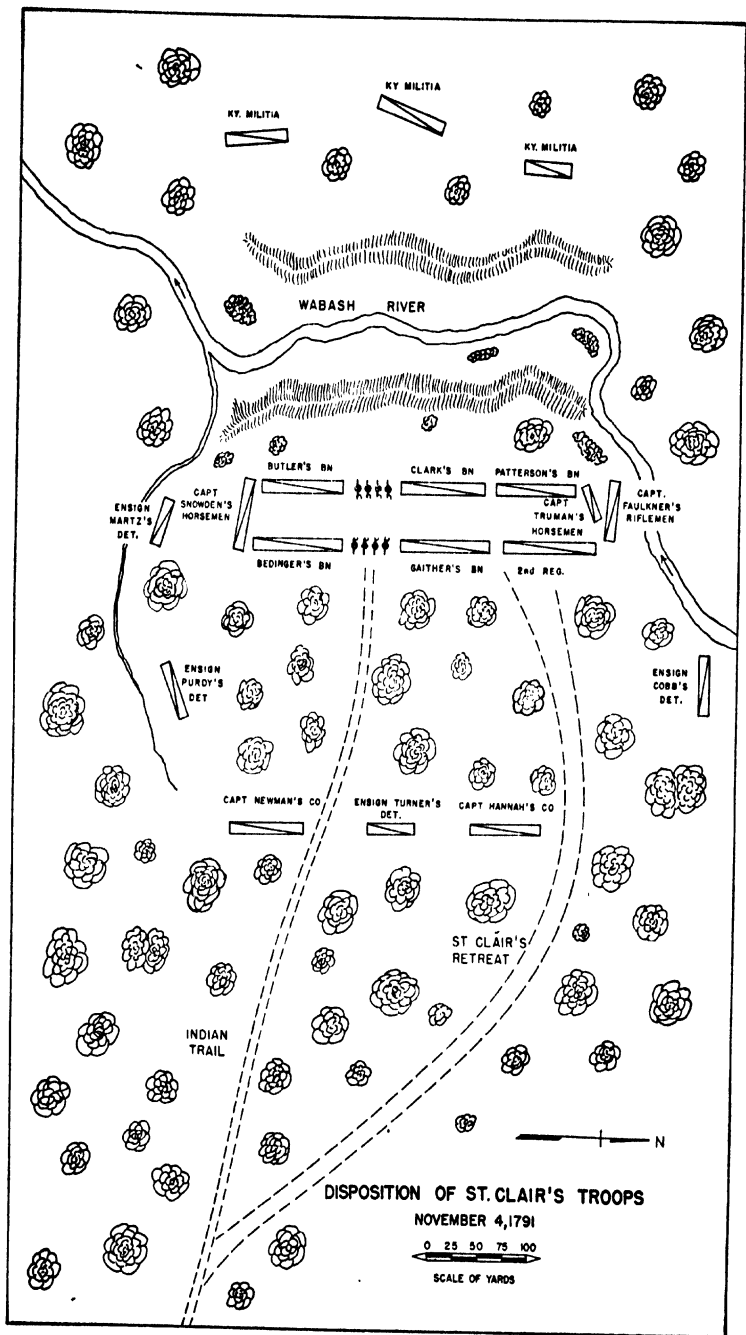 KY. MILITIA
KY MILITIA
KY. MILITIA
WABASH RIVER
BUTLER'S BN
CLARK'S BN
PATTERSON'S BN
ENSIGN
MARTZ'S
DET.
CAPT
SNOWDEN'S
HORSEMEN
CAPT
TRUMAN'S
HORSEMEN
CAPT.
FAULKNER'S
RIFLEMEN
BEDINGER'S BN
GAITHER'S BN
2nd REG.
ENSIGN
PURDY'S
DET
ENSIGN
COBB'S
DET.
CAPT NEWMAN'S CO
ENSIGN TURNER'S
DET.
CAPT HANNAH'S CO
ST CLAIR'S
RETREAT
INDIAN
TRAIL
N
DISPOSITION OF ST. CLAIR'S TROOPS
NOVEMBER 4,1791
0 25 50 75 100
SCALE OF YARDS